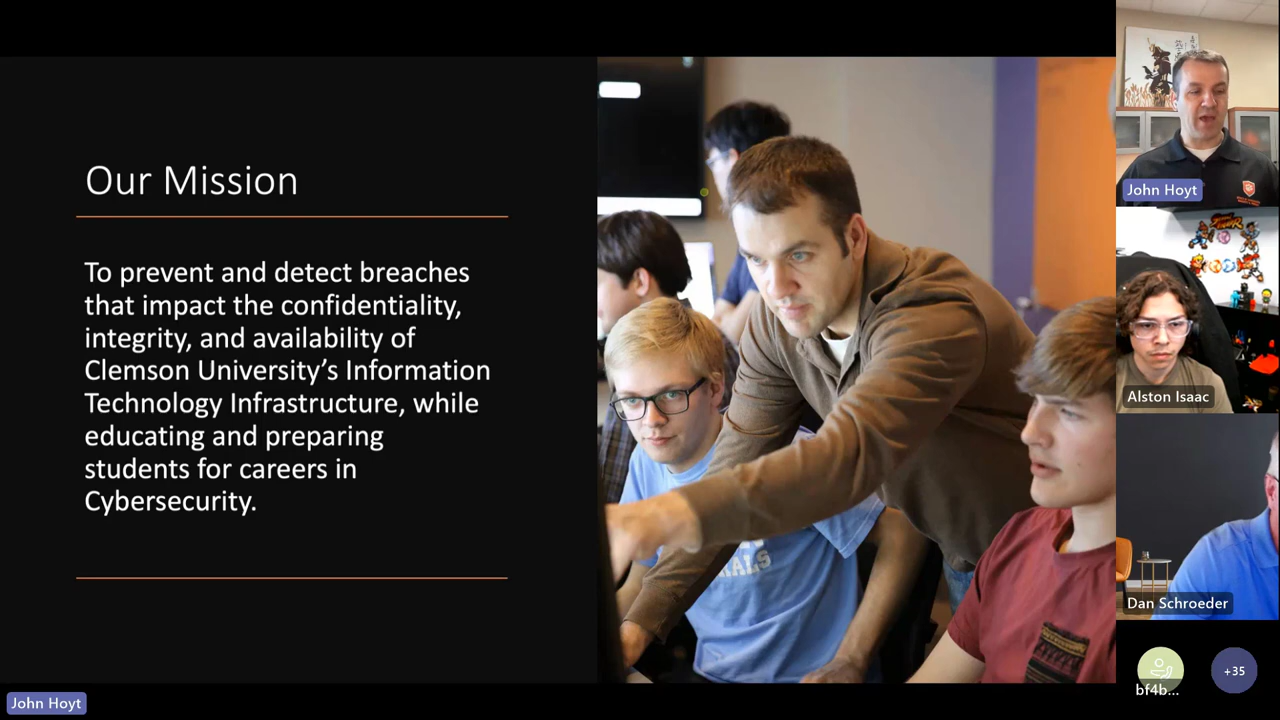 Our Mission
To prevent and detect breaches
that impact the confidentiality,
integrity, and availability of
Clemson University’s Information
Technology Infrastructure, while
educating and preparing
students for careers in
Cybersecurity.
ALS
John Hoyt
Alston Isaac
Dan Schroeder
bf4b...
+35
John Hoyt